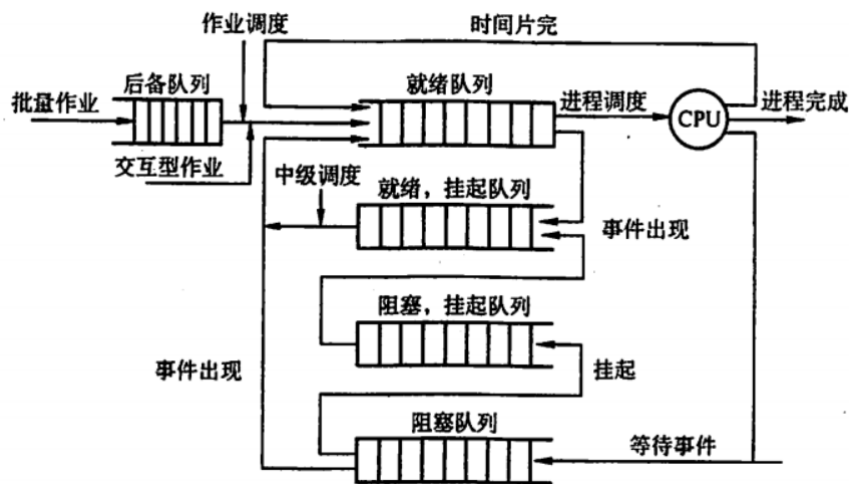 作业调度
时间片完
后备队列
就绪队列
批量作业
进程调度
CPU
进程完成
交互型作业
中级调度
就绪，挂起队列
事件出现
阻塞，挂起队列
事件出现
挂起
阻塞队列
等待事件